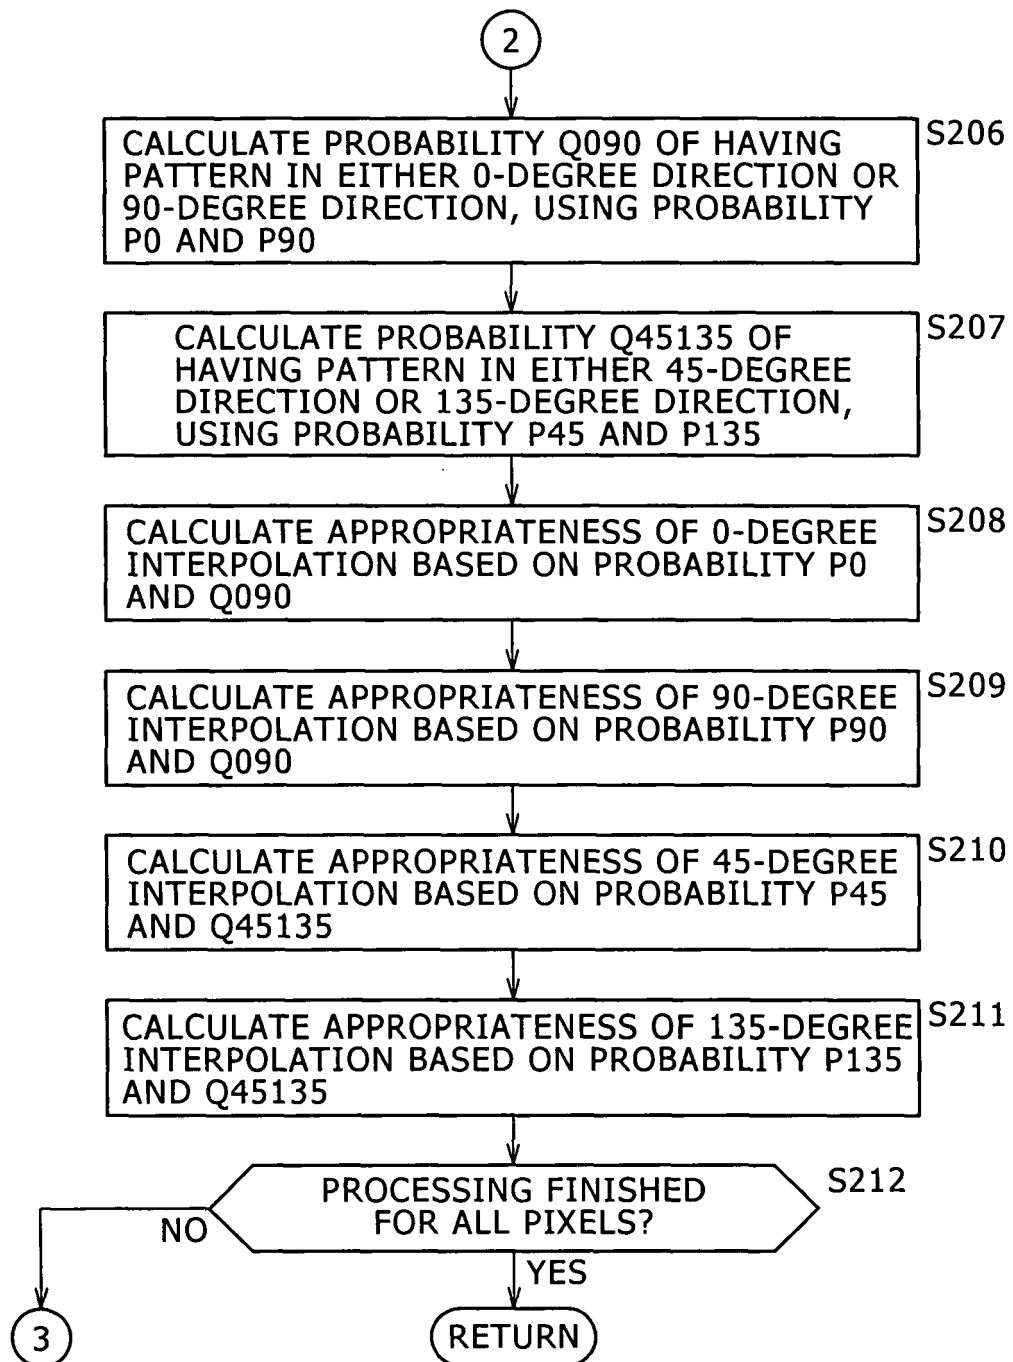 2
CALCULATE PROBABILITY Q090 OF HAVING
PATTERN IN EITHER 0-DEGREE DIRECTION OR
90-DEGREE DIRECTION, USING PROBABILITY
P0 AND P90
S206
CALCULATE PROBABILITY Q45135 OF
HAVING PATTERN IN EITHER 45-DEGREE
DIRECTION OR 135-DEGREE DIRECTION,
USING PROBABILITY P45 AND P135
S207
CALCULATE APPROPRIATENESS OF 0-DEGREE
INTERPOLATION BASED ON PROBABILITY P0
AND Q090
S208
CALCULATE APPROPRIATENESS OF 90-DEGREE
INTERPOLATION BASED ON PROBABILITY P90
AND Q090
S209
CALCULATE APPROPRIATENESS OF 45-DEGREE
INTERPOLATION BASED ON PROBABILITY P45
AND Q45135
S210
CALCULATE APPROPRIATENESS OF 135-DEGREE
INTERPOLATION BASED ON PROBABILITY P135
AND Q45135
S211
PROCESSING FINISHED
FOR ALL PIXELS?
S212
NO
YES
3
RETURN